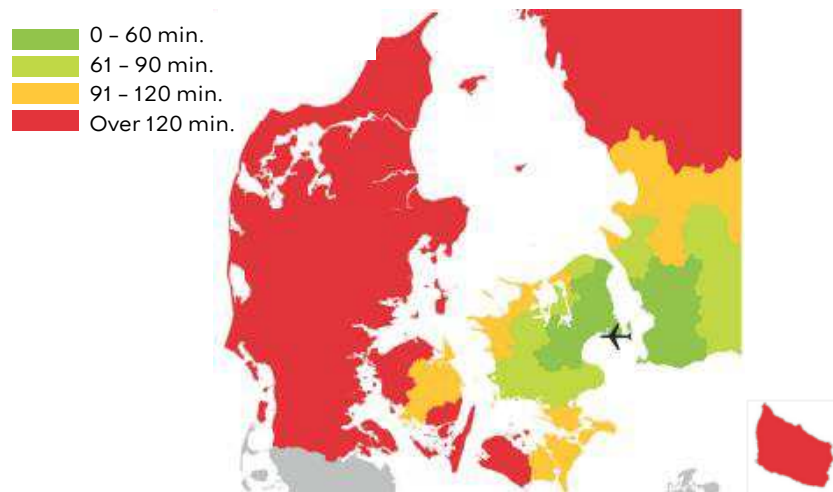 0 – 60 min.
61 – 90 min.
91 – 120 min.
Over 120 min.